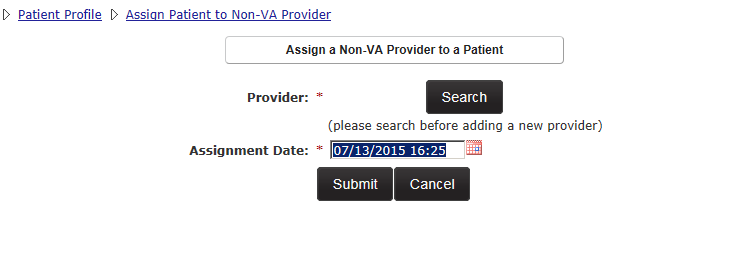 Patient Profile Assign Patient to Non-VA Provider
Assign a Non-VA Provider to a Patient
Provider: * Search
(please search before adding a new provider)
Assignment Date: * 07/13/2015 16:25
Submit Cancel